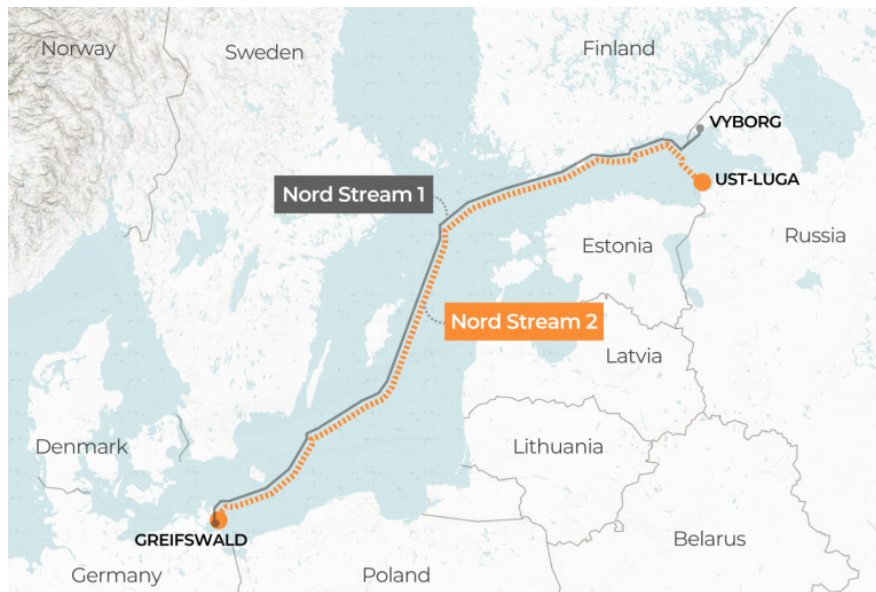 Norway
Sweden
Finland
VYBORG
UST-LUGA
Nord Stream 1
Estonia
Russia
Nord Stream 2
Latvia
Denmark
Lithuania
GREIFSWALD
Belarus
Germany
Poland